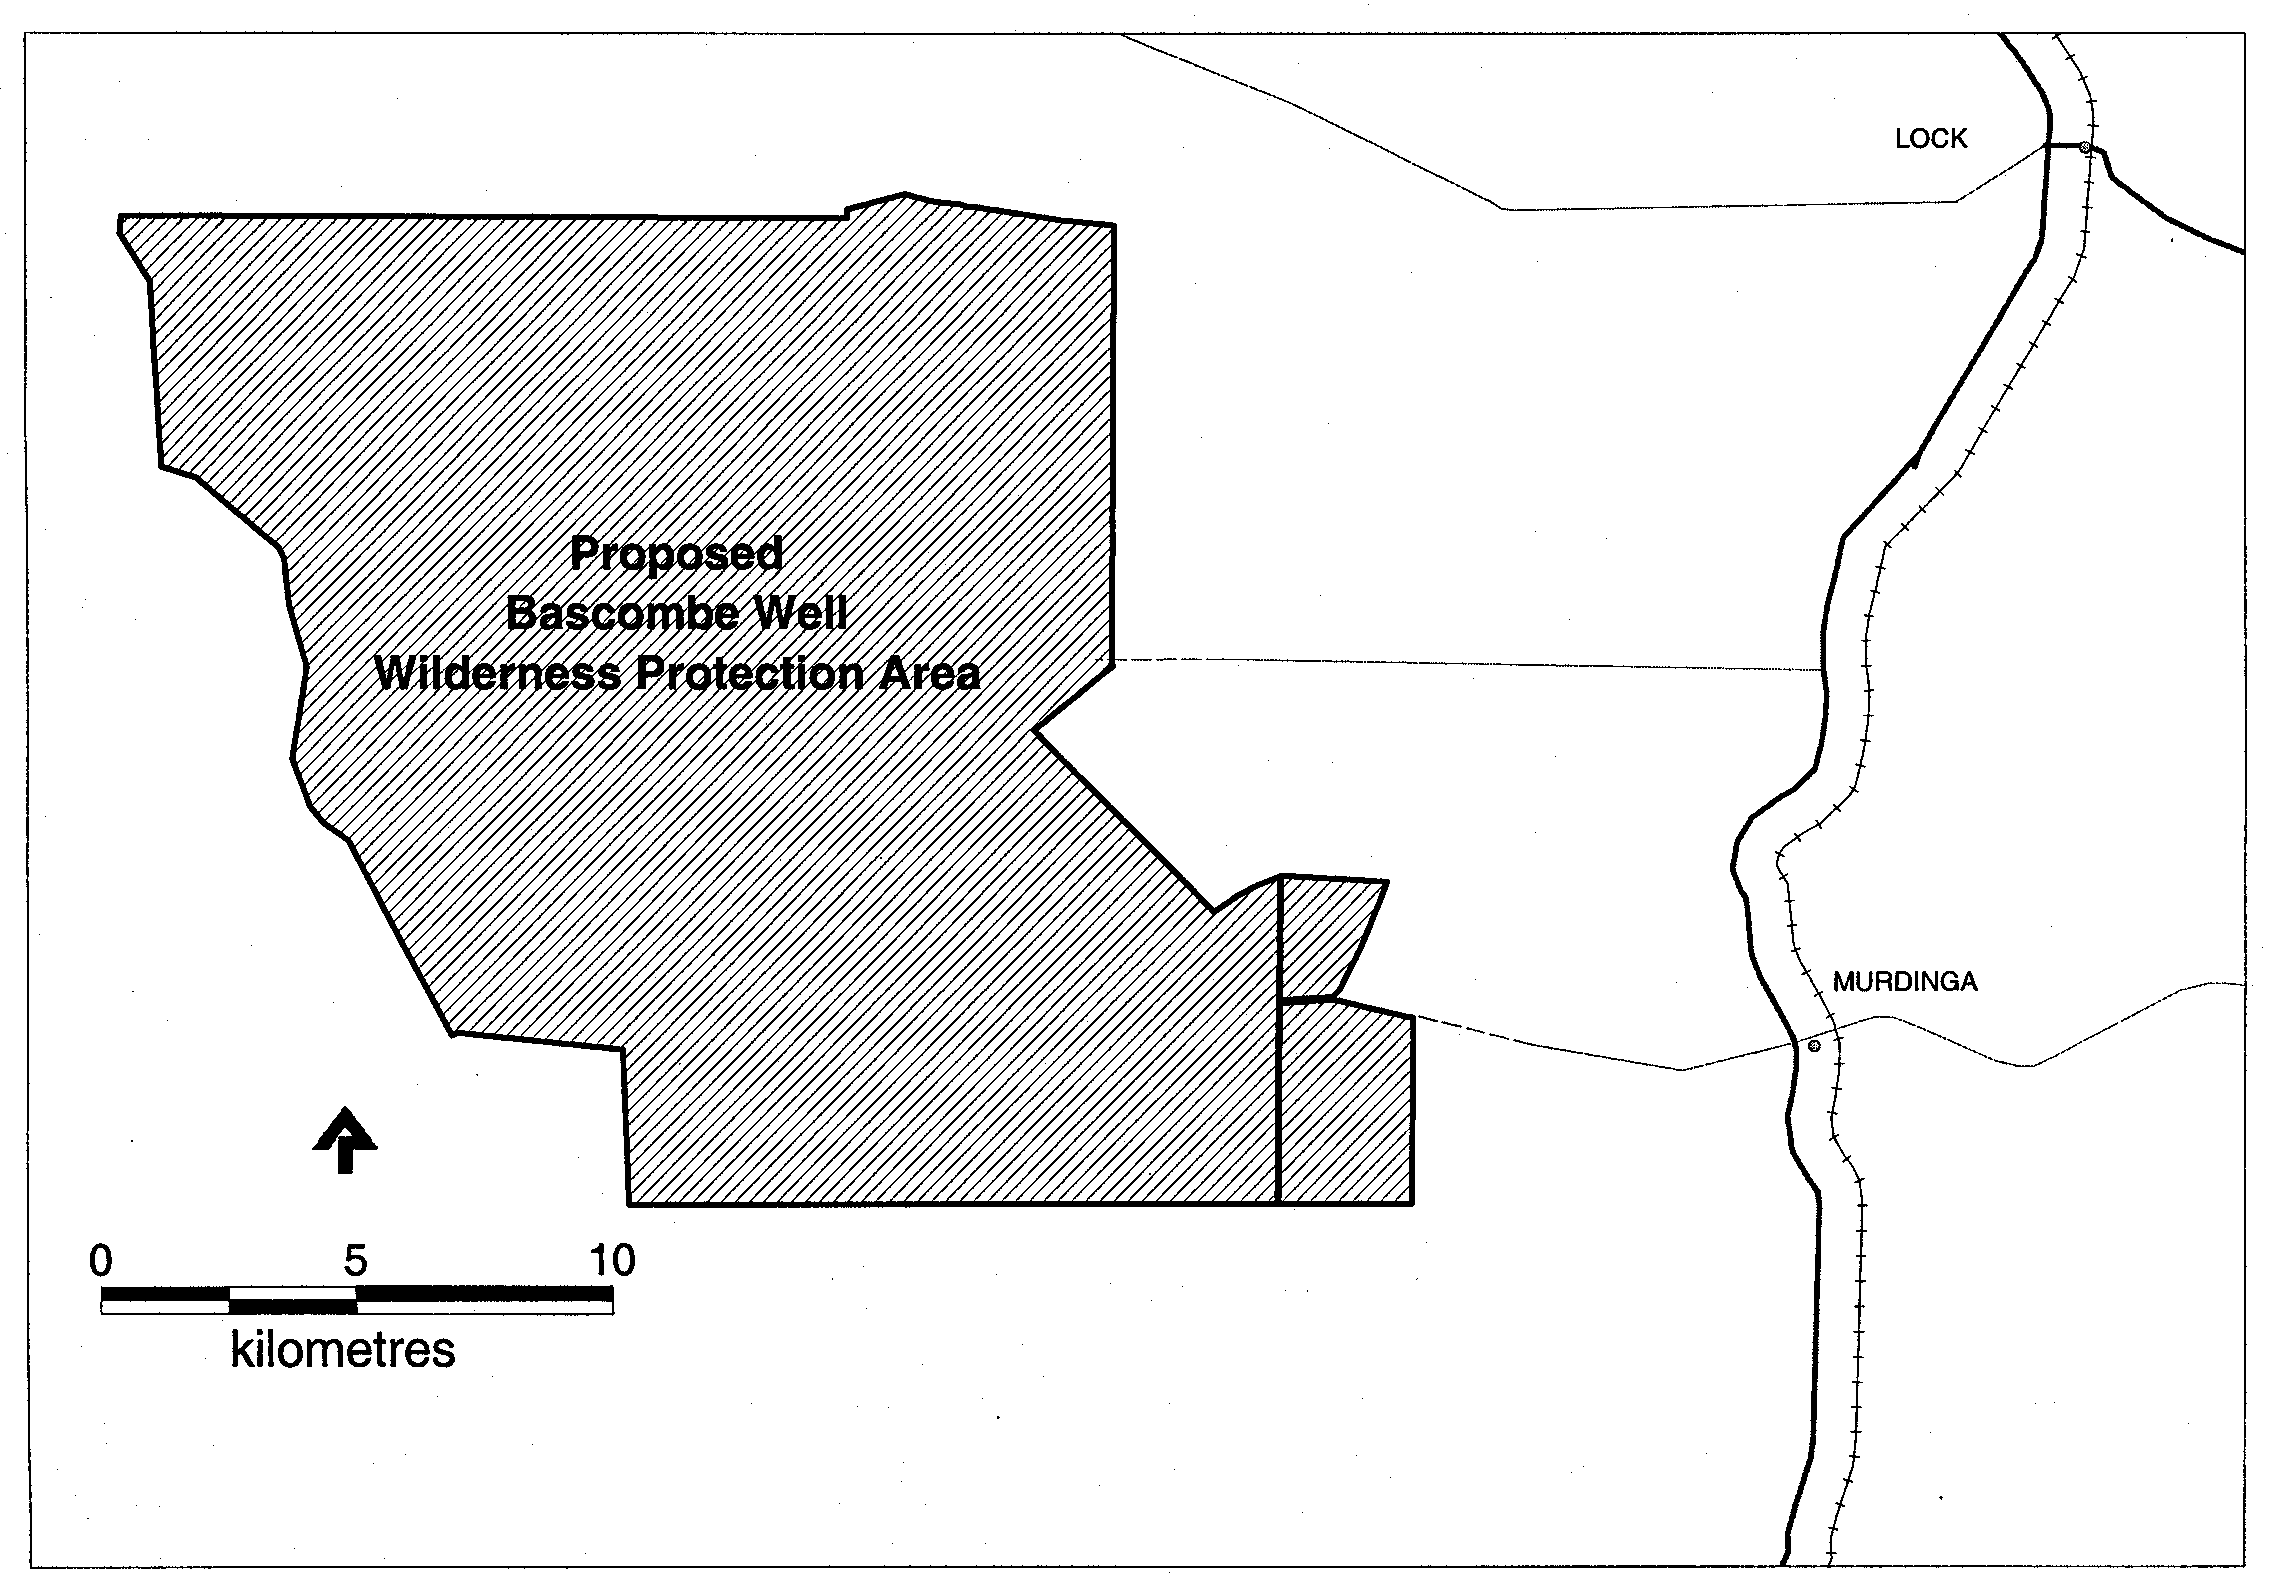 LOCK
Proposed
Bascombe Well
Wilderness Protection Area
MURDINGA
0 5 10
kilometres